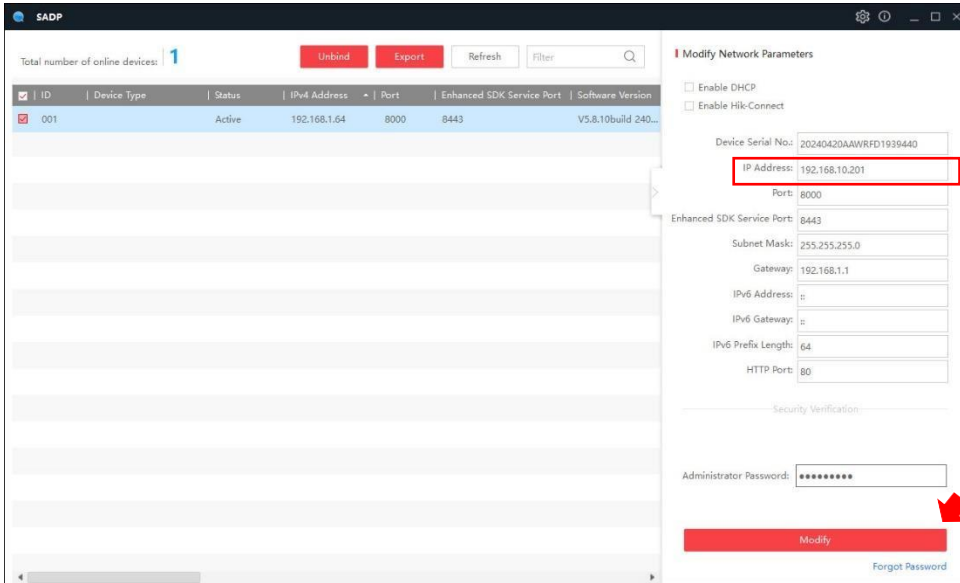 SADP
Total number of online devices: 1
Unbind
Export
Refresh
Filter
ID | Device Type | Status | IPv4 Address | Port | Enhanced SDK Service Port | Software Version
001 Active 192.168.1.64 8000 8443 V5.8.10build 240...
Modify Network Parameters
Enable DHCP
Enable Hik-Connect
Device Serial No.: 20240420AAWRFD1939440
IP Address: 192.168.10.201
Port: 8000
Enhanced SDK Service Port: 8443
Subnet Mask: 255.255.255.0
Gateway: 192.168.1.1
IPv6 Address: ::
IPv6 Gateway: ::
IPv6 Prefix Length: 64
HTTP Port: 80
Security Verification
Administrator Password: •••••••••
Modify
Forgot Password